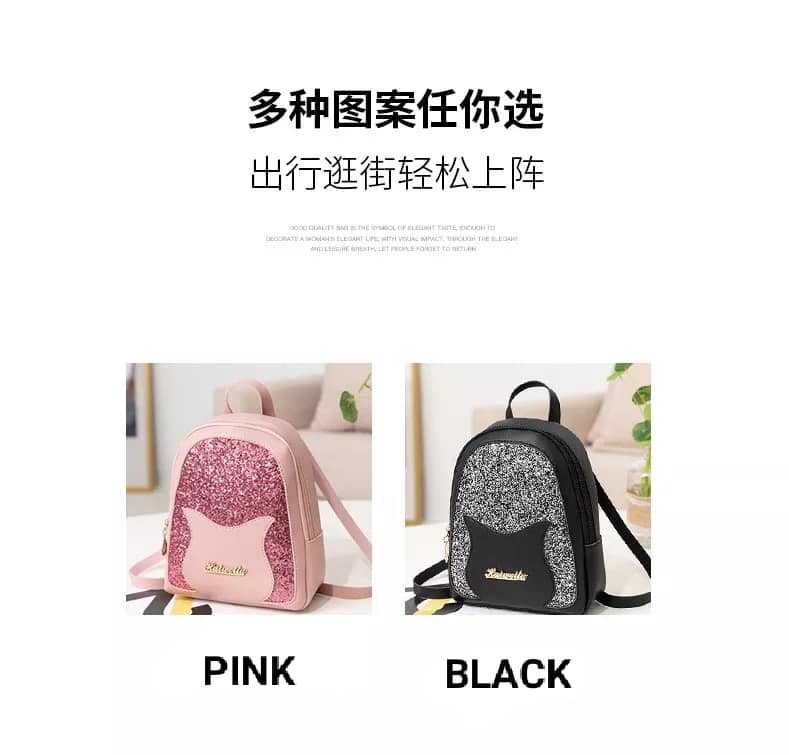 多种图案任你选
出行逛街轻松上阵
GOOD QUALITY BAG IS THE SYMBOL OF ELEGANT TASTE, ENOUGH TO
DECORATE A WOMAN'S ELEGANT LIFE, WITH VISUAL IMPACT, THROUGH THE ELEGANT
AND LEISURE BREATH, LET PEOPLE FORGET TO RETURN
PINK
BLACK